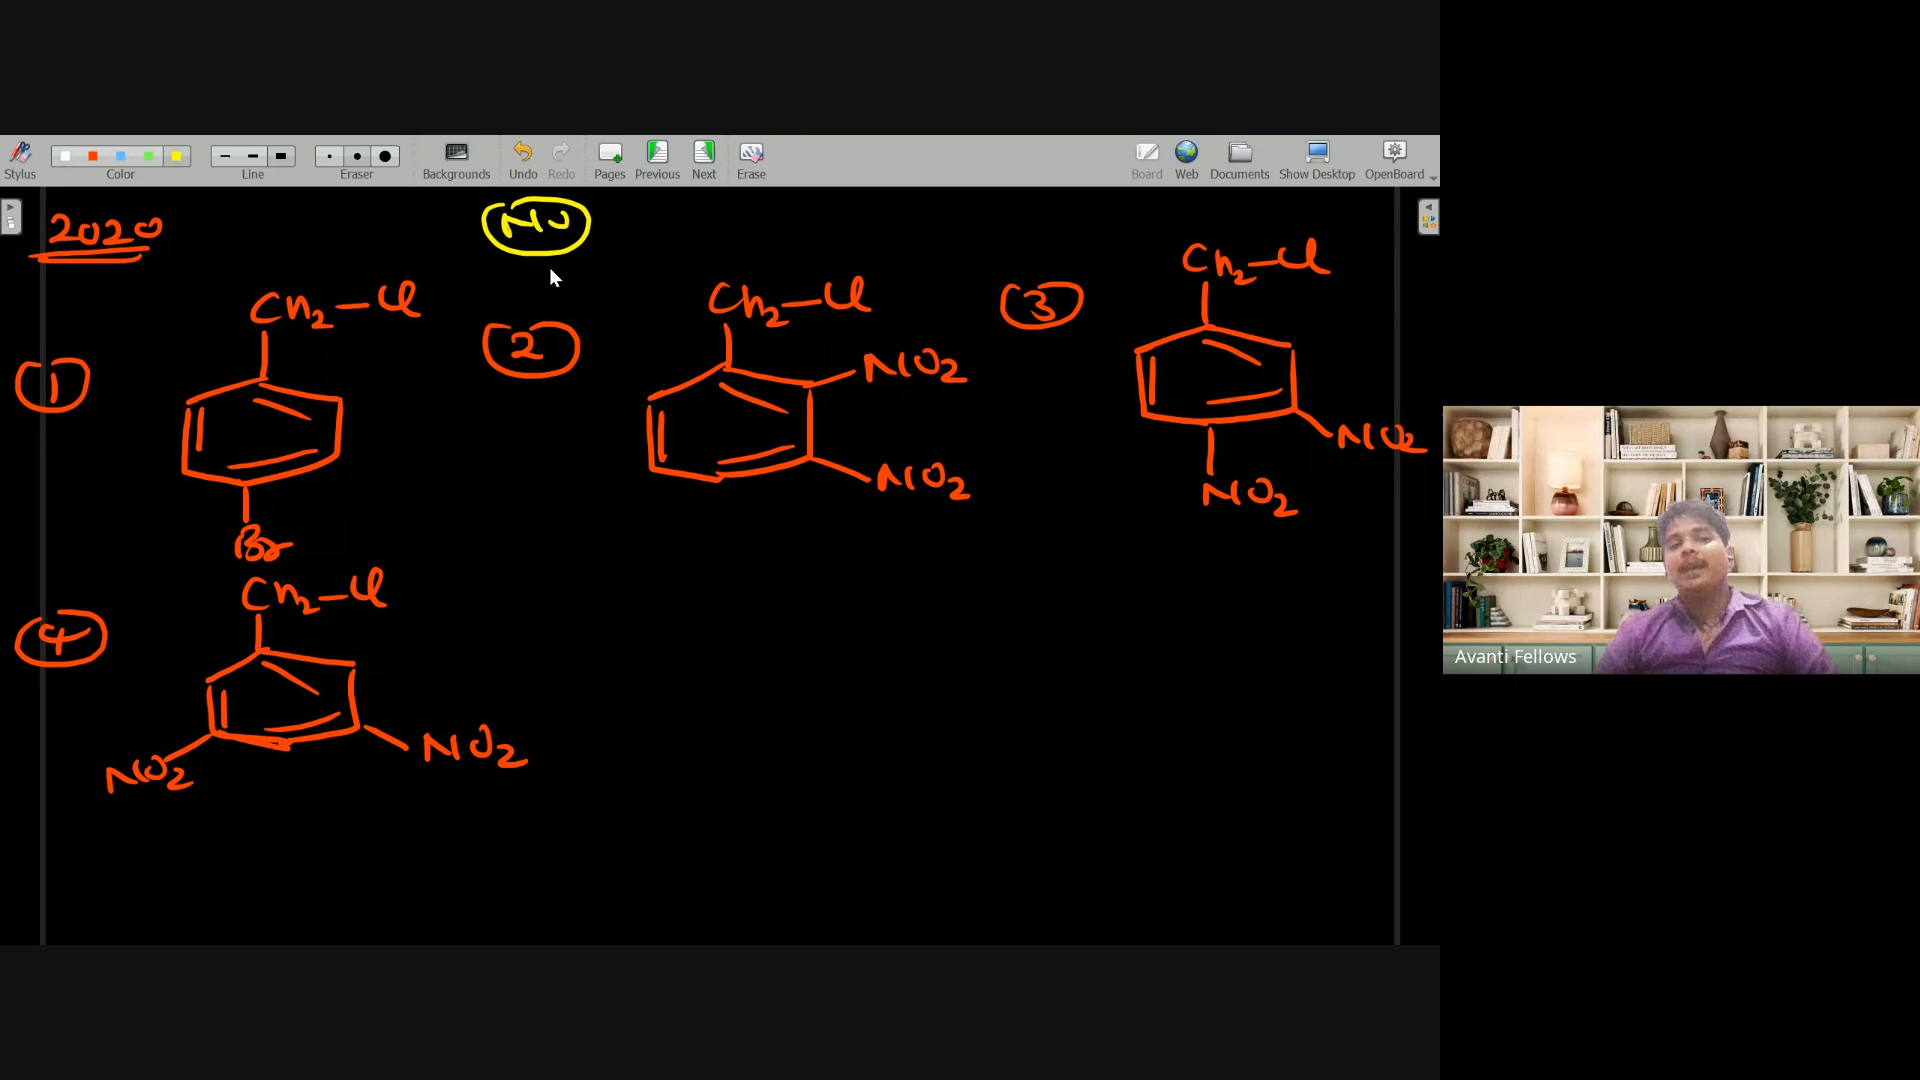 Stylus Color Line Eraser Backgrounds Undo Redo Pages Previous Next Erase Board Web Documents Show Desktop OpenBoard
2020
NU
1
CH2-Cl
Br
2
CH2-Cl
NO2
NO2
3
CH2-Cl
NO2
NO2
4
CH2-Cl
NO2
NO2
Avanti Fellows